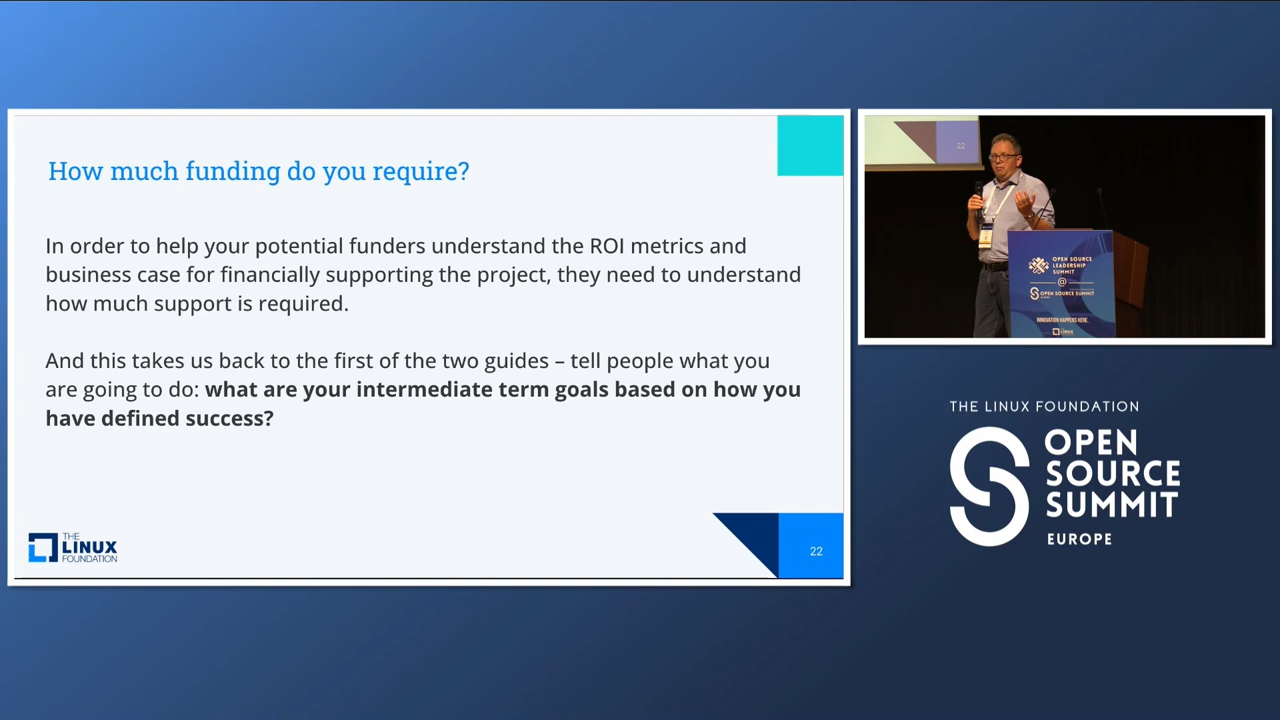 How much funding do you require?
In order to help your potential funders understand the ROI metrics and
business case for financially supporting the project, they need to understand
how much support is required.
And this takes us back to the first of the two guides – tell people what you
are going to do: what are your intermediate term goals based on how you
have defined success?
THE
LINUX
FOUNDATION
22
22
OPEN SOURCE
LEADERSHIP
SUMMIT
@
OPEN SOURCE SUMMIT
INNOVATION HAPPENS HERE.
LINUX
THE LINUX FOUNDATION
OPEN
SOURCE
SUMMIT
EUROPE